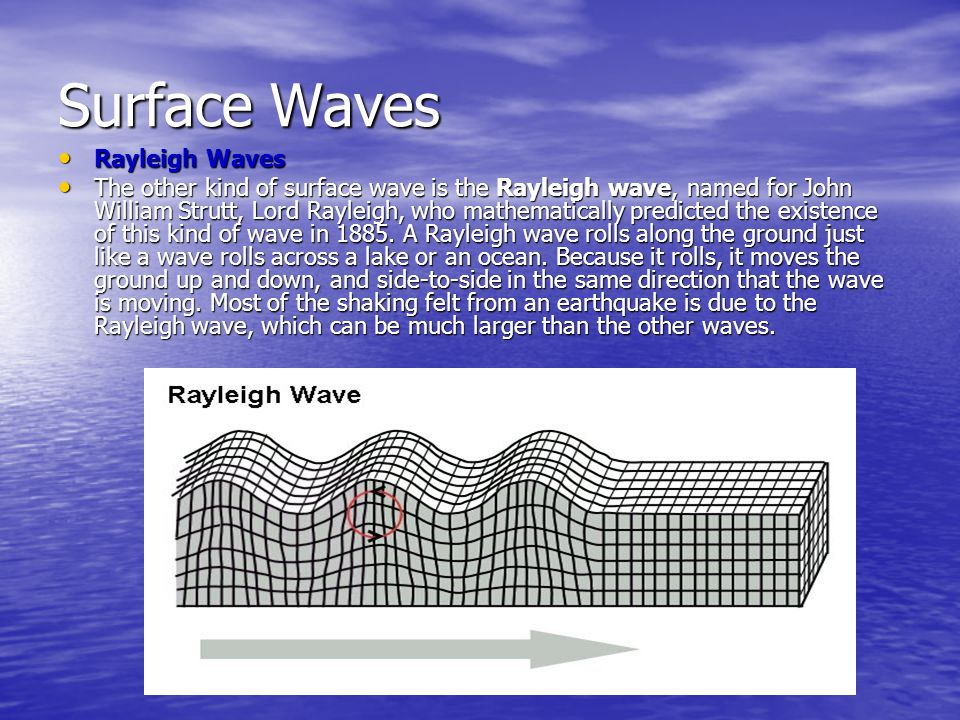 Surface Waves
• Rayleigh Waves
• The other kind of surface wave is the Rayleigh wave, named for John
William Strutt, Lord Rayleigh, who mathematically predicted the existence
of this kind of wave in 1885. A Rayleigh wave rolls along the ground just
like a wave rolls across a lake or an ocean. Because it rolls, it moves the
ground up and down, and side-to-side in the same direction that the wave
is moving. Most of the shaking felt from an earthquake is due to the
Rayleigh wave, which can be much larger than the other waves.
Rayleigh Wave